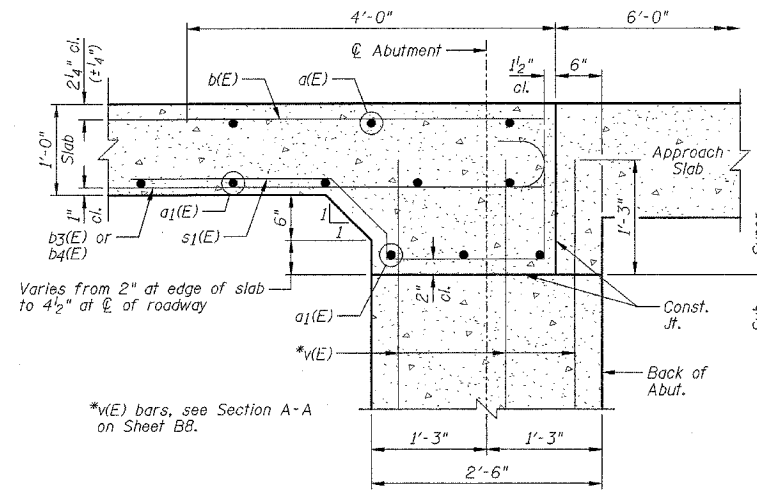 4'-0"
6'-0"
℄ Abutment
2¼" cl.
(±¼")
b(E)
a(E)
1½"
cl.
6"
1'-0"
Slab
Approach
Slab
1" cl.
a1(E)
b3(E) or
b4(E)
s1(E)
6"
1
1
1'-3"
Varies from 2" at edge of slab
to 4½" at ℄ of roadway
a1(E)
2"
cl.
Const.
Jt.
*v(E)
Back of
Abut.
*v(E) bars, see Section A-A
on Sheet B8.
1'-3"
1'-3"
2'-6"